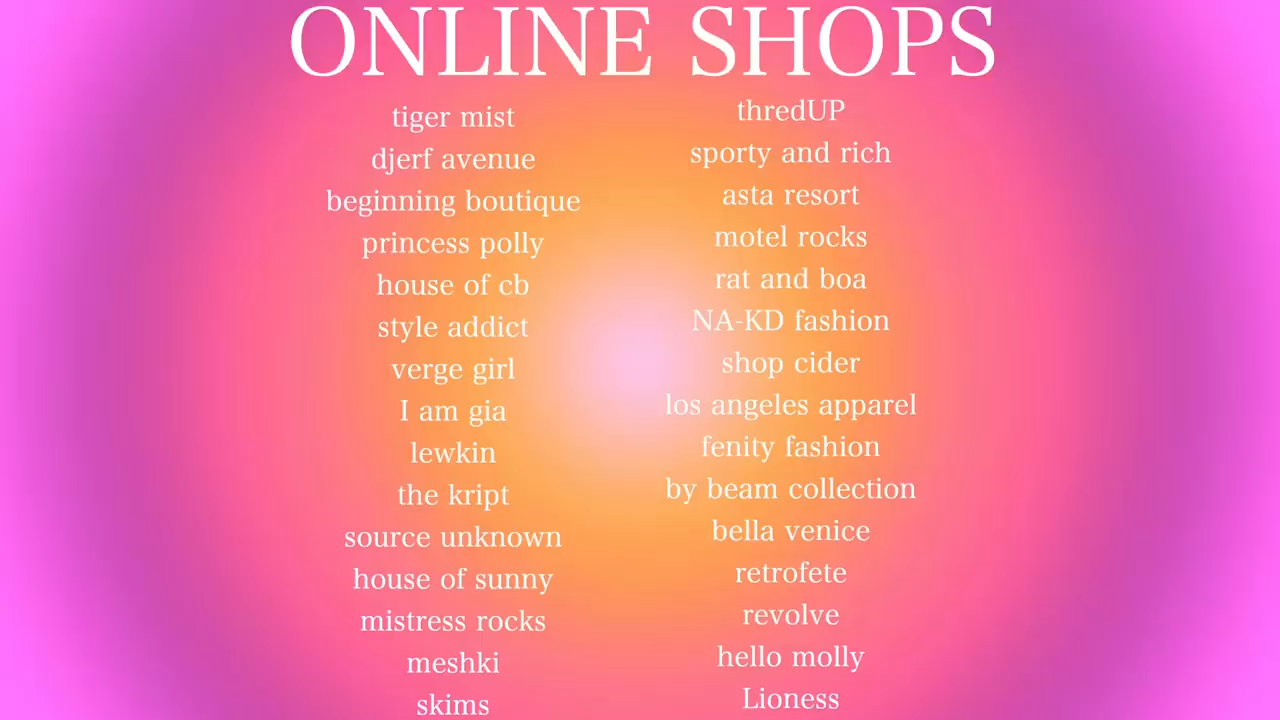 ONLINE SHOPS
tiger mist
djerf avenue
beginning boutique
princess polly
house of cb
style addict
verge girl
I am gia
lewkin
the kript
source unknown
house of sunny
mistress rocks
meshki
skims
thredUP
sporty and rich
asta resort
motel rocks
rat and boa
NA-KD fashion
shop cider
los angeles apparel
fenity fashion
by beam collection
bella venice
retrofete
revolve
hello molly
Lioness